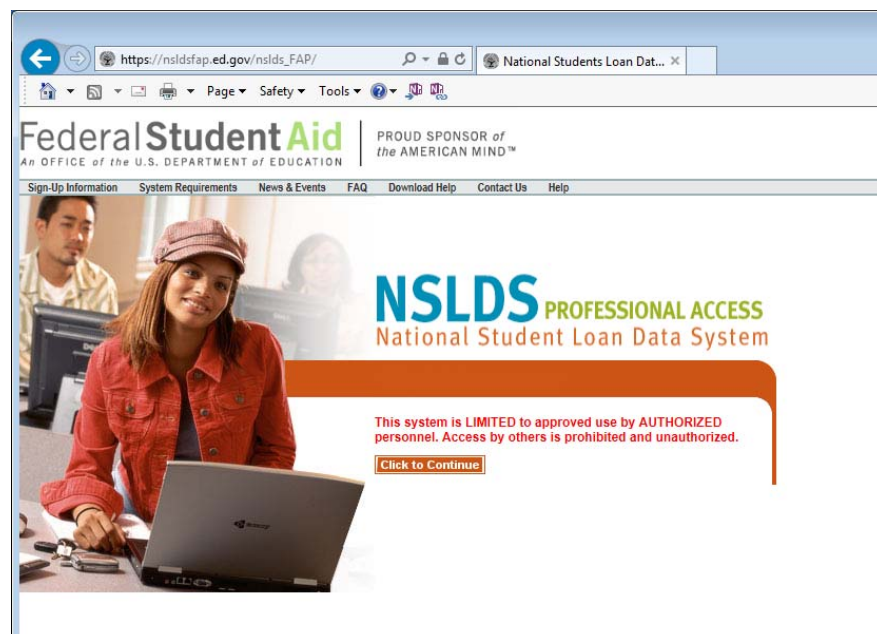 https://nsldsfap.ed.gov/nslds_FAP/
National Students Loan Dat...
Page
Safety
Tools
Federal Student Aid
An OFFICE of the U.S. DEPARTMENT of EDUCATION
PROUD SPONSOR of
the AMERICAN MIND™
Sign-Up Information System Requirements News & Events FAQ Download Help Contact Us Help
NSLDS PROFESSIONAL ACCESS
National Student Loan Data System
This system is LIMITED to approved use by AUTHORIZED
personnel. Access by others is prohibited and unauthorized.
Click to Continue